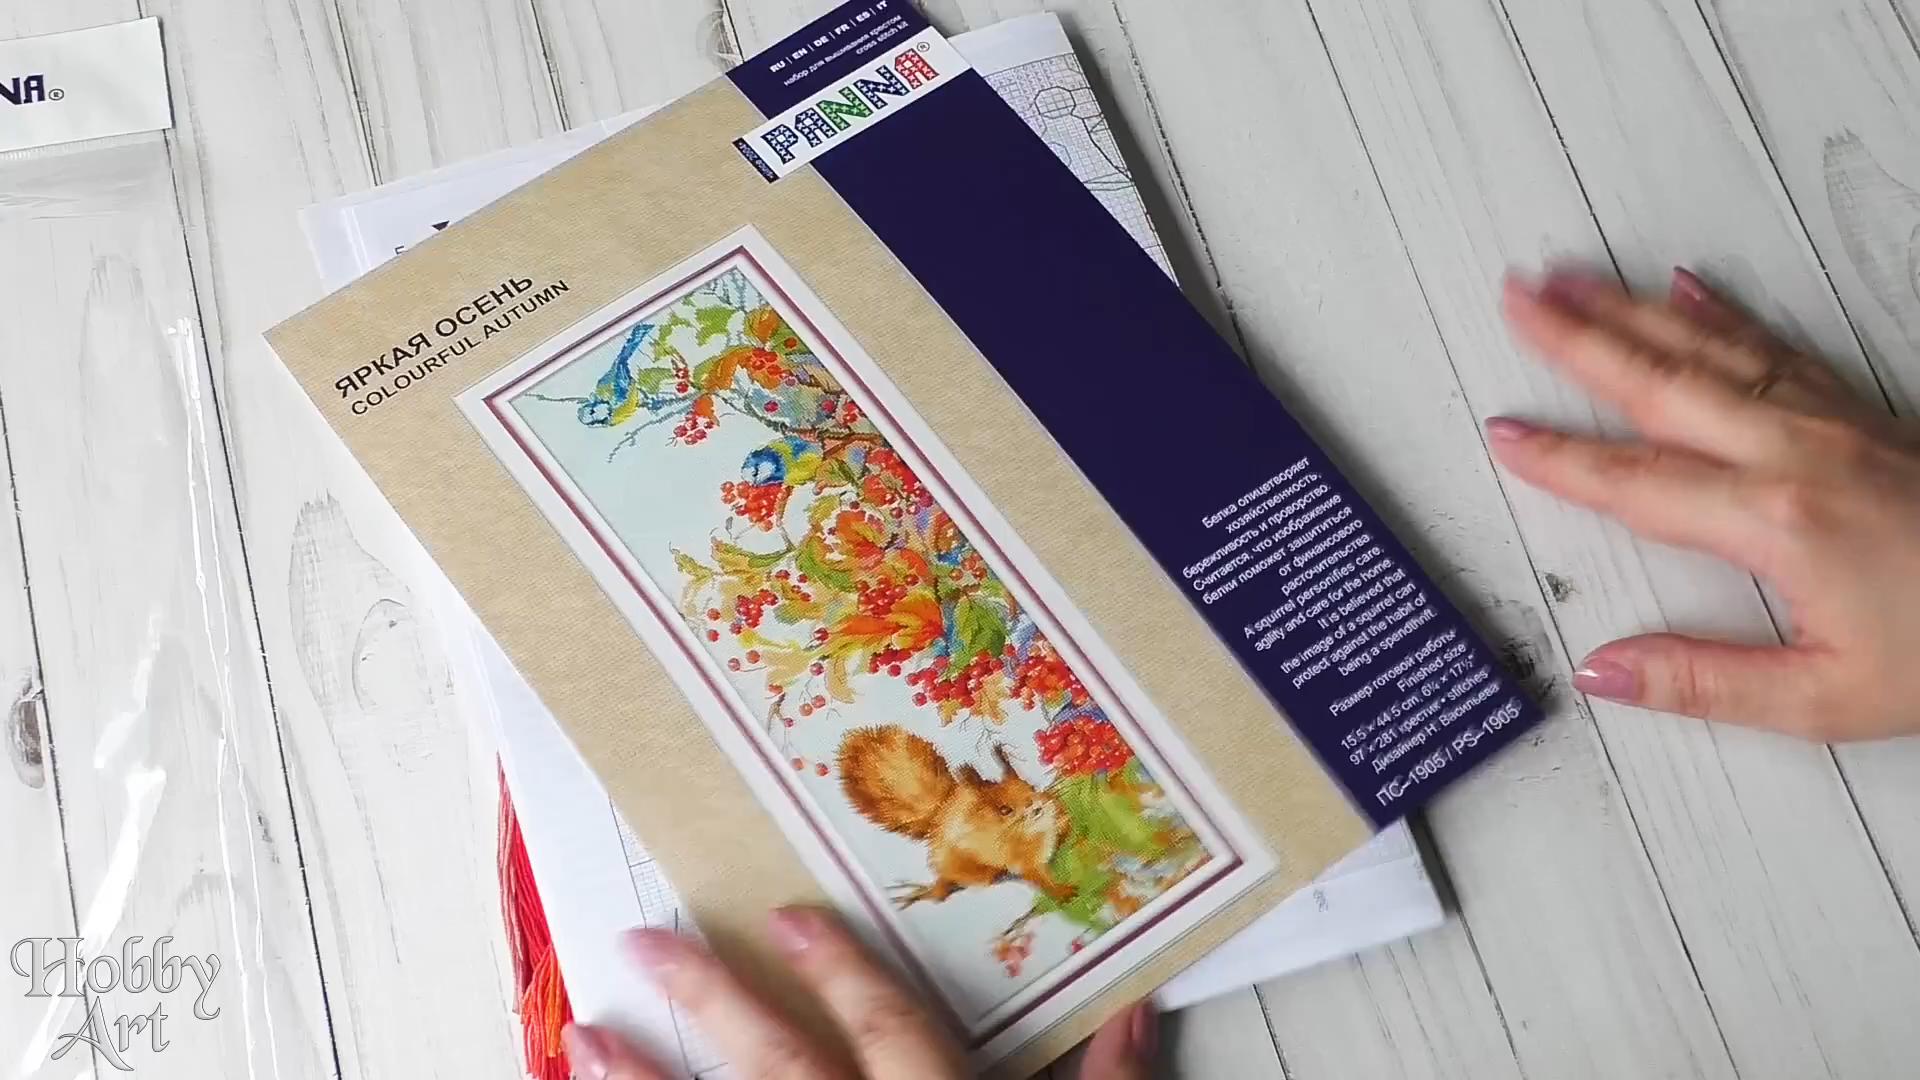 NA®
RU | EN | DE | FR | ES | IT
набор для вышивания крестом
cross stitch kit
PANNA®
ЯРКАЯ ОСЕНЬ
COLOURFUL AUTUMN
Белка олицетворяет
хозяйственность,
бережливость и проворство.
Считается, что изображение
белки поможет защититься
от финансового
расточительства.
A squirrel personifies care,
agility and care for the home.
It is believed that
the image of a squirrel can
protect against the habit of
being a spendthrift.
Размер готовой работы
Finished size
15.5 × 44.5 cm, 6¼ × 17½"
97 × 281 крестик • stitches
Дизайнер Н. Васильева
ПС–1905 / PS–1905
Hobby
Art